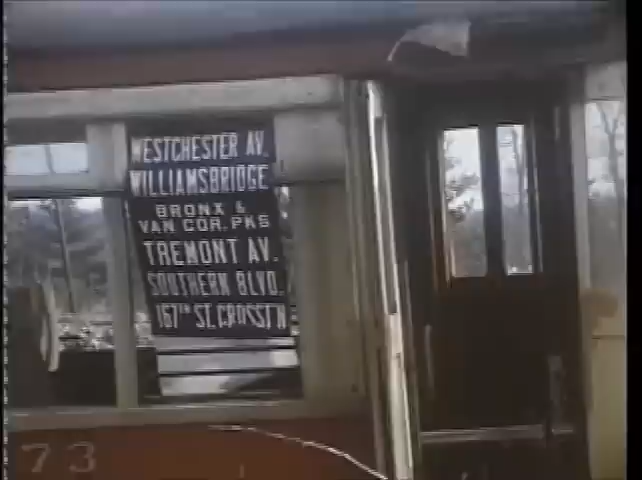 WESTCHESTER AV.
WILLIAMSBRIDGE
BRONX &
VAN COR. PKS
TREMONT AV.
SOUTHERN BLVD.
167TH ST. CROSST'N
73